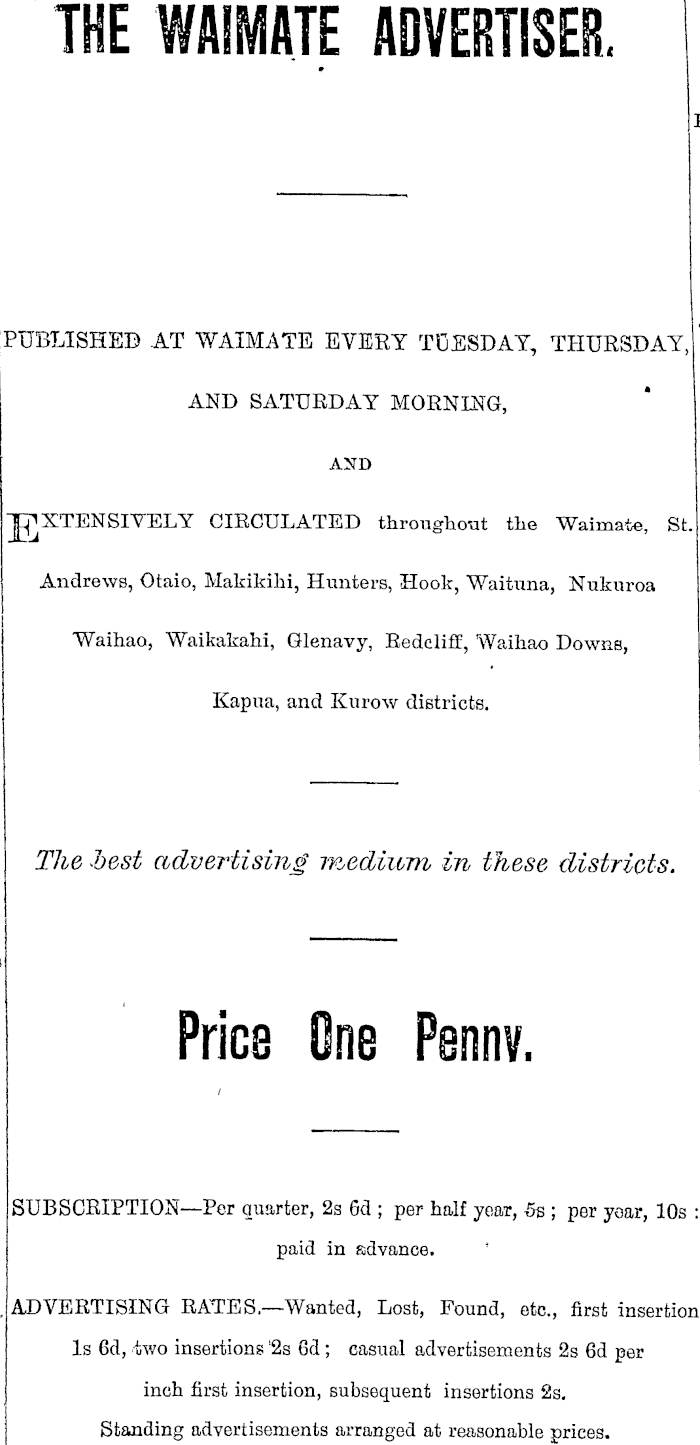 THE WAIMATE ADVERTISER.
PUBLISHED AT WAIMATE EVERY TUESDAY, THURSDAY,
AND SATURDAY MORNING,
AND
EXTENSIVELY CIRCULATED throughout the Waimate, St.
Andrews, Otaio, Makikihi, Hunters, Hook, Waituna, Nukuroa
Waihao, Waikakahi, Glenavy, Redcliff, Waihao Downs,
Kapua, and Kurow districts.
The best advertising medium in these districts.
Price One Penny.
SUBSCRIPTION—Per quarter, 2s 6d; per half year, 5s; per year, 10s:
paid in advance.
ADVERTISING RATES.—Wanted, Lost, Found, etc., first insertion
1s 6d, two insertions 2s 6d; casual advertisements 2s 6d per
inch first insertion, subsequent insertions 2s.
Standing advertisements arranged at reasonable prices.